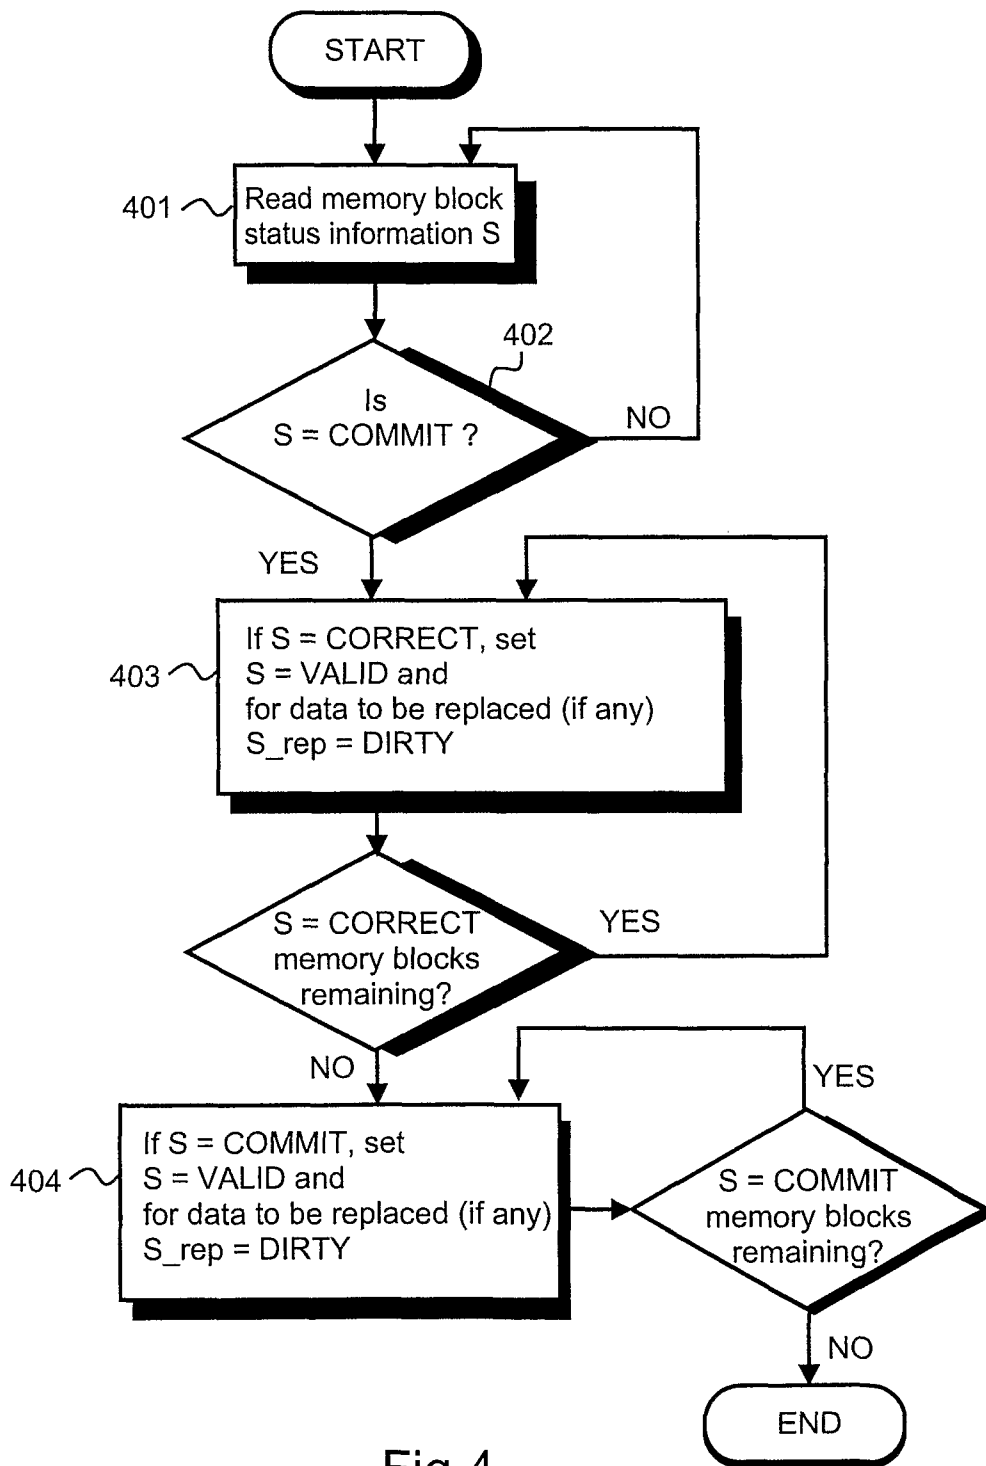 START
401
Read memory block
status information S
402
Is
S = COMMIT ?
NO
YES
403
If S = CORRECT, set
S = VALID and
for data to be replaced (if any)
S_rep = DIRTY
S = CORRECT
memory blocks
remaining?
YES
NO
404
If S = COMMIT, set
S = VALID and
for data to be replaced (if any)
S_rep = DIRTY
YES
S = COMMIT
memory blocks
remaining?
NO
END
Fig 4